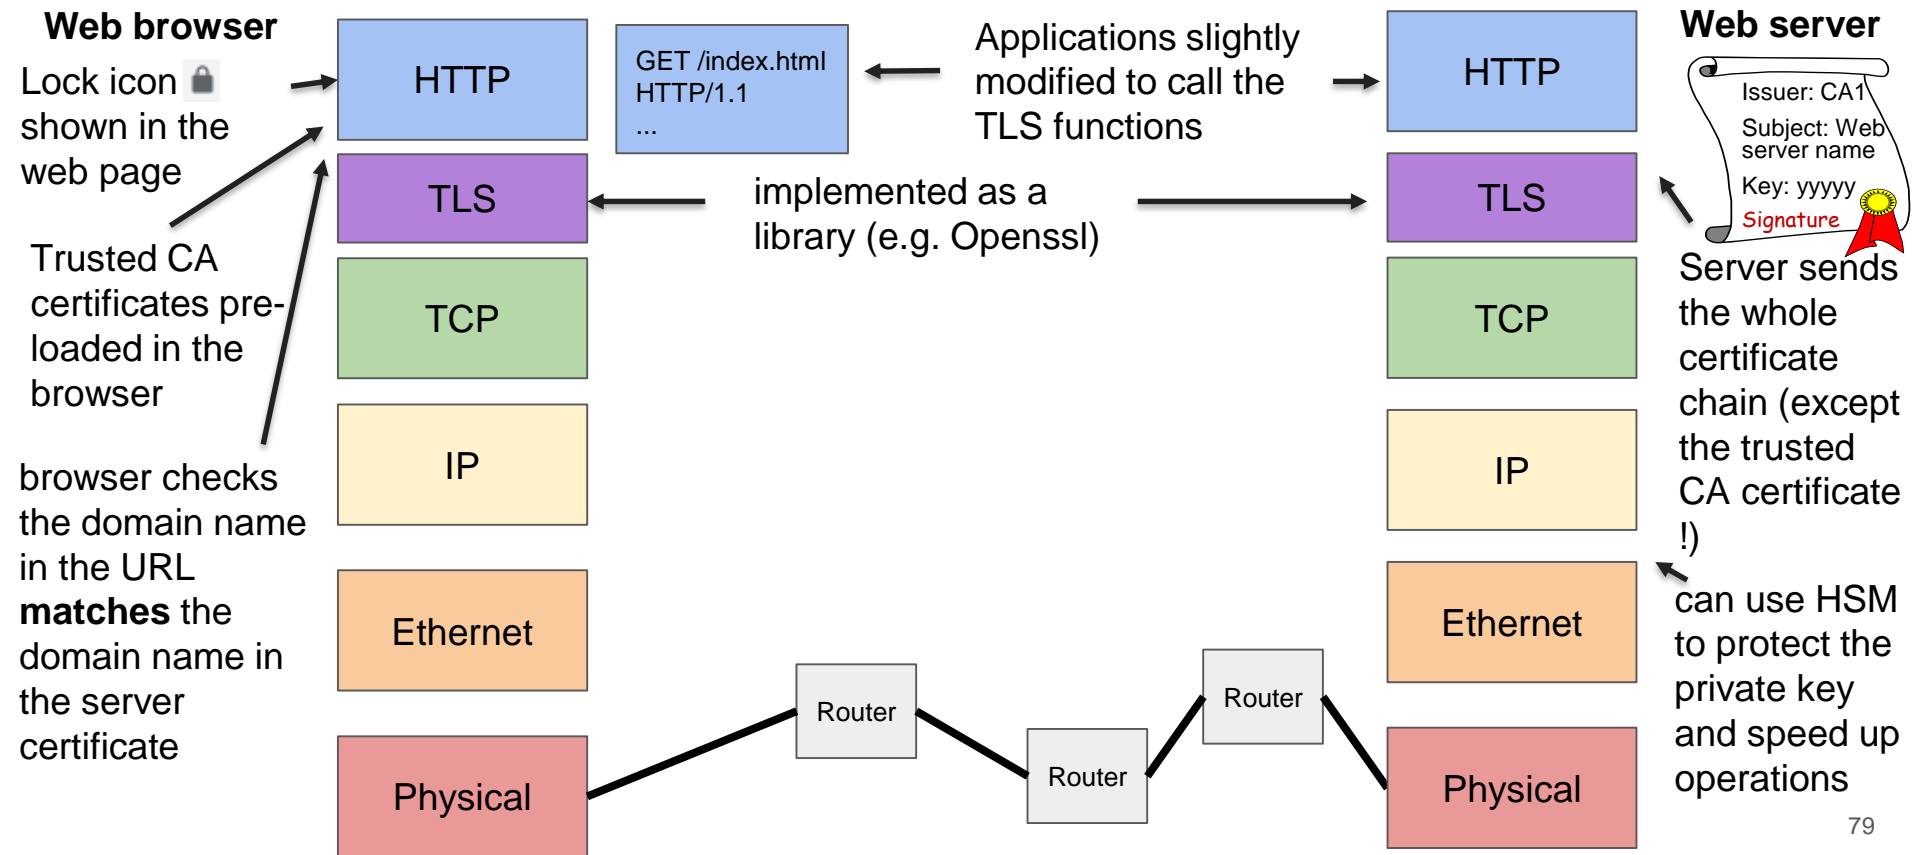 Web browser
Lock icon
shown in the
web page
Trusted CA
certificates pre-
loaded in the
browser
browser checks
the domain name
in the URL
matches the
domain name in
the server
certificate
HTTP
TLS
TCP
IP
Ethernet
Physical
GET /index.html
HTTP/1.1
...
Applications slightly
modified to call the
TLS functions
implemented as a
library (e.g. Openssl)
Router
Router
Router
HTTP
TLS
TCP
IP
Ethernet
Physical
Web server
Issuer: CA1
Subject: Web
server name
Key: yyyyy
Signature
Server sends
the whole
certificate
chain (except
the trusted
CA certificate
!)
can use HSM
to protect the
private key
and speed up
operations
79